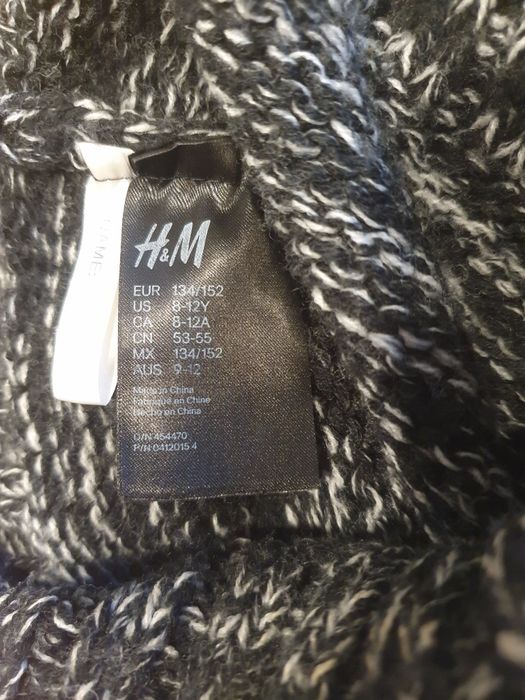 NAME:
H&M
EUR 134/152
US 8-12Y
CA 8-12A
CN 53-55
MX 134/152
AUS 9-12
Made in China
Fabriqué en Chine
Hecho en China
O/N 454470
P/N 0412015 4